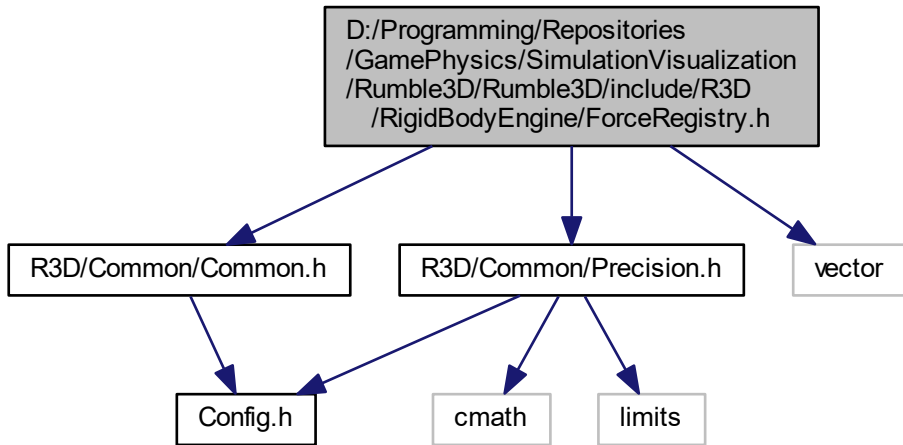 D:/Programming/Repositories
/GamePhysics/SimulationVisualization
/Rumble3D/Rumble3D/include/R3D
/RigidBodyEngine/ForceRegistry.h
R3D/Common/Common.h
R3D/Common/Precision.h
vector
Config.h
cmath
limits